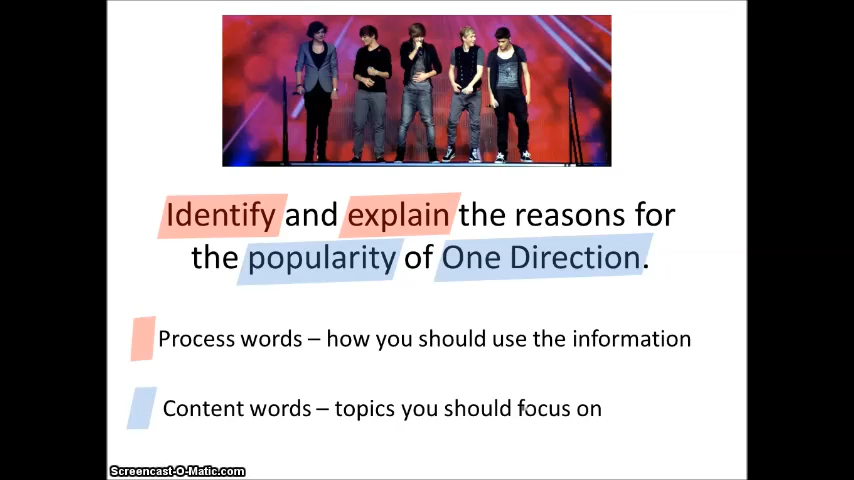 Identify and explain the reasons for
the popularity of One Direction.
Process words – how you should use the information
Content words – topics you should focus on
Screencast-O-Matic.com